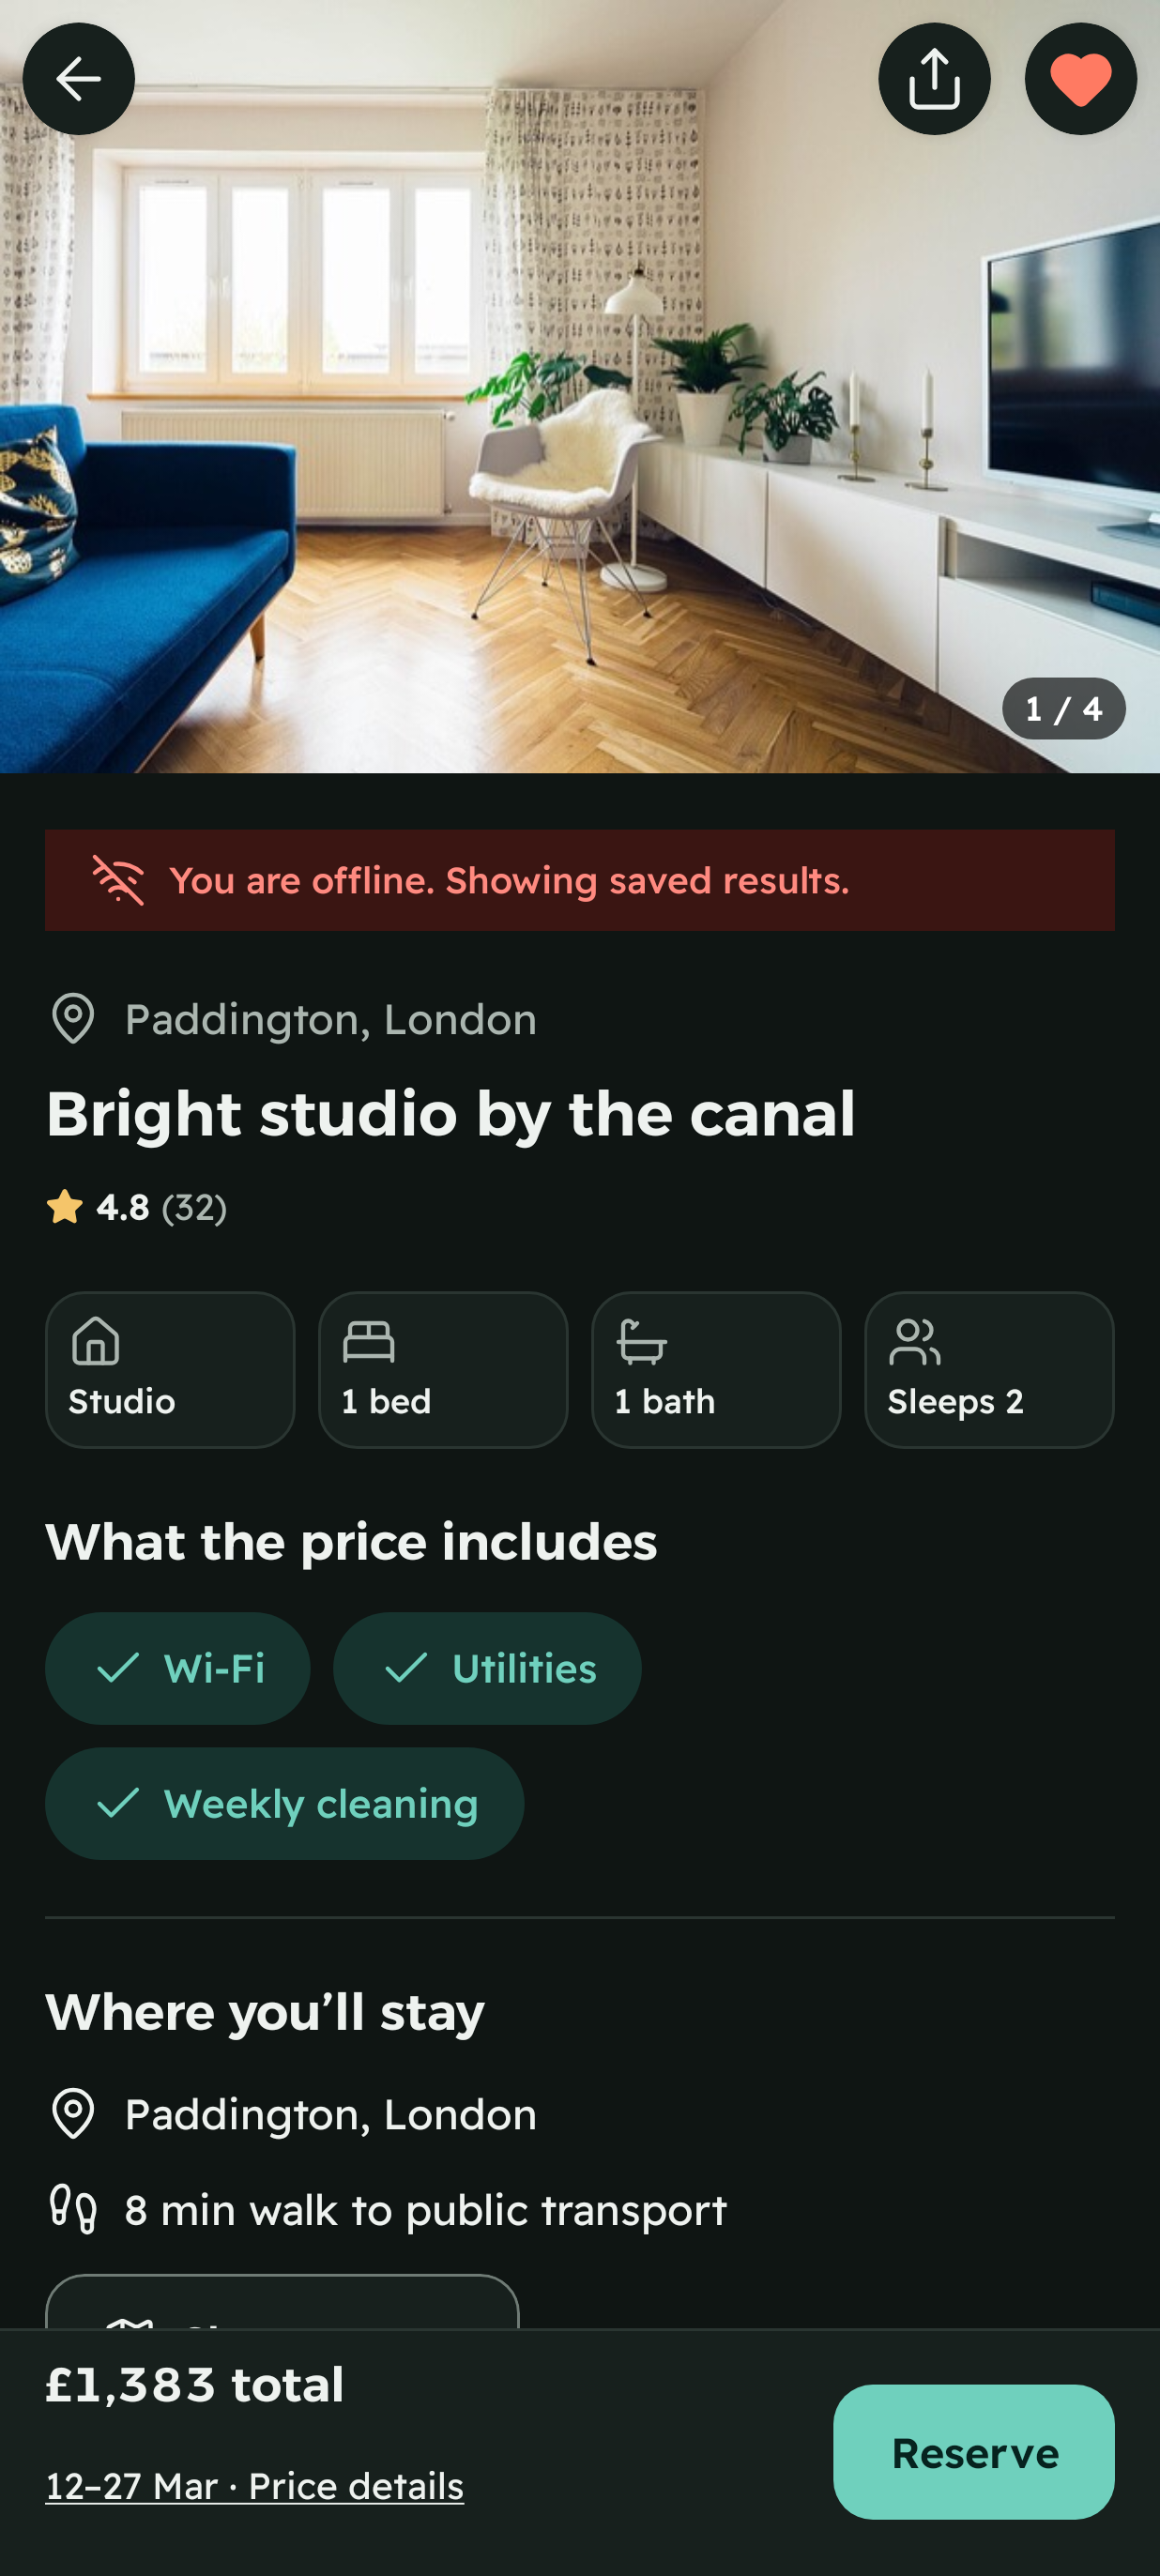 1 / 4
You are offline. Showing saved results.
Paddington, London
Bright studio by the canal
4.8 (32)
Studio
1 bed
1 bath
Sleeps 2
What the price includes
Wi-Fi
Utilities
Weekly cleaning
Where you’ll stay
Paddington, London
8 min walk to public transport
£1,383 total
12–27 Mar · Price details
Reserve